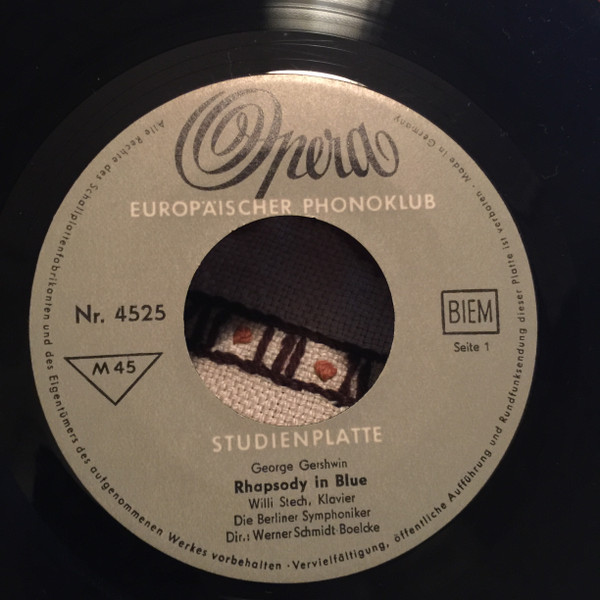 Opera
EUROPÄISCHER PHONOKLUB
Nr. 4525
M 45
BIEM
Seite 1
STUDIENPLATTE
George Gershwin
Rhapsody in Blue
Willi Stech, Klavier
Die Berliner Symphoniker
Dir.: Werner Schmidt-Boelcke
Alle Rechte des Schallplattenfabrikanten und des Eigentümers des aufgenommenen Werkes vorbehalten · Vervielfältigung, öffentliche Aufführung und Rundfunksendung dieser Platte ist verboten · Made in Germany